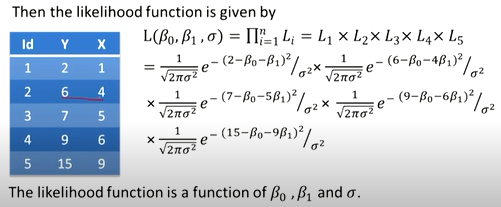 Then the likelihood function is given by
Id Y X
1 2 1
2 6 4
3 7 5
4 9 6
5 15 9
L(β₀, β₁ , σ) = ∏ⁿᵢ₌₁ Lᵢ = L₁ × L₂× L₃ × L₄× L₅
= 1/√2πσ² e^− (2−β₀−β₁)²/σ² × 1/√2πσ² e^− (6−β₀−4β₁)²/σ²
× 1/√2πσ² e^− (7−β₀−5β₁)²/σ² × 1/√2πσ² e^− (9−β₀−6β₁)²/σ²
× 1/√2πσ² e^− (15−β₀−9β₁)²/σ²
The likelihood function is a function of β₀ , β₁ and σ.